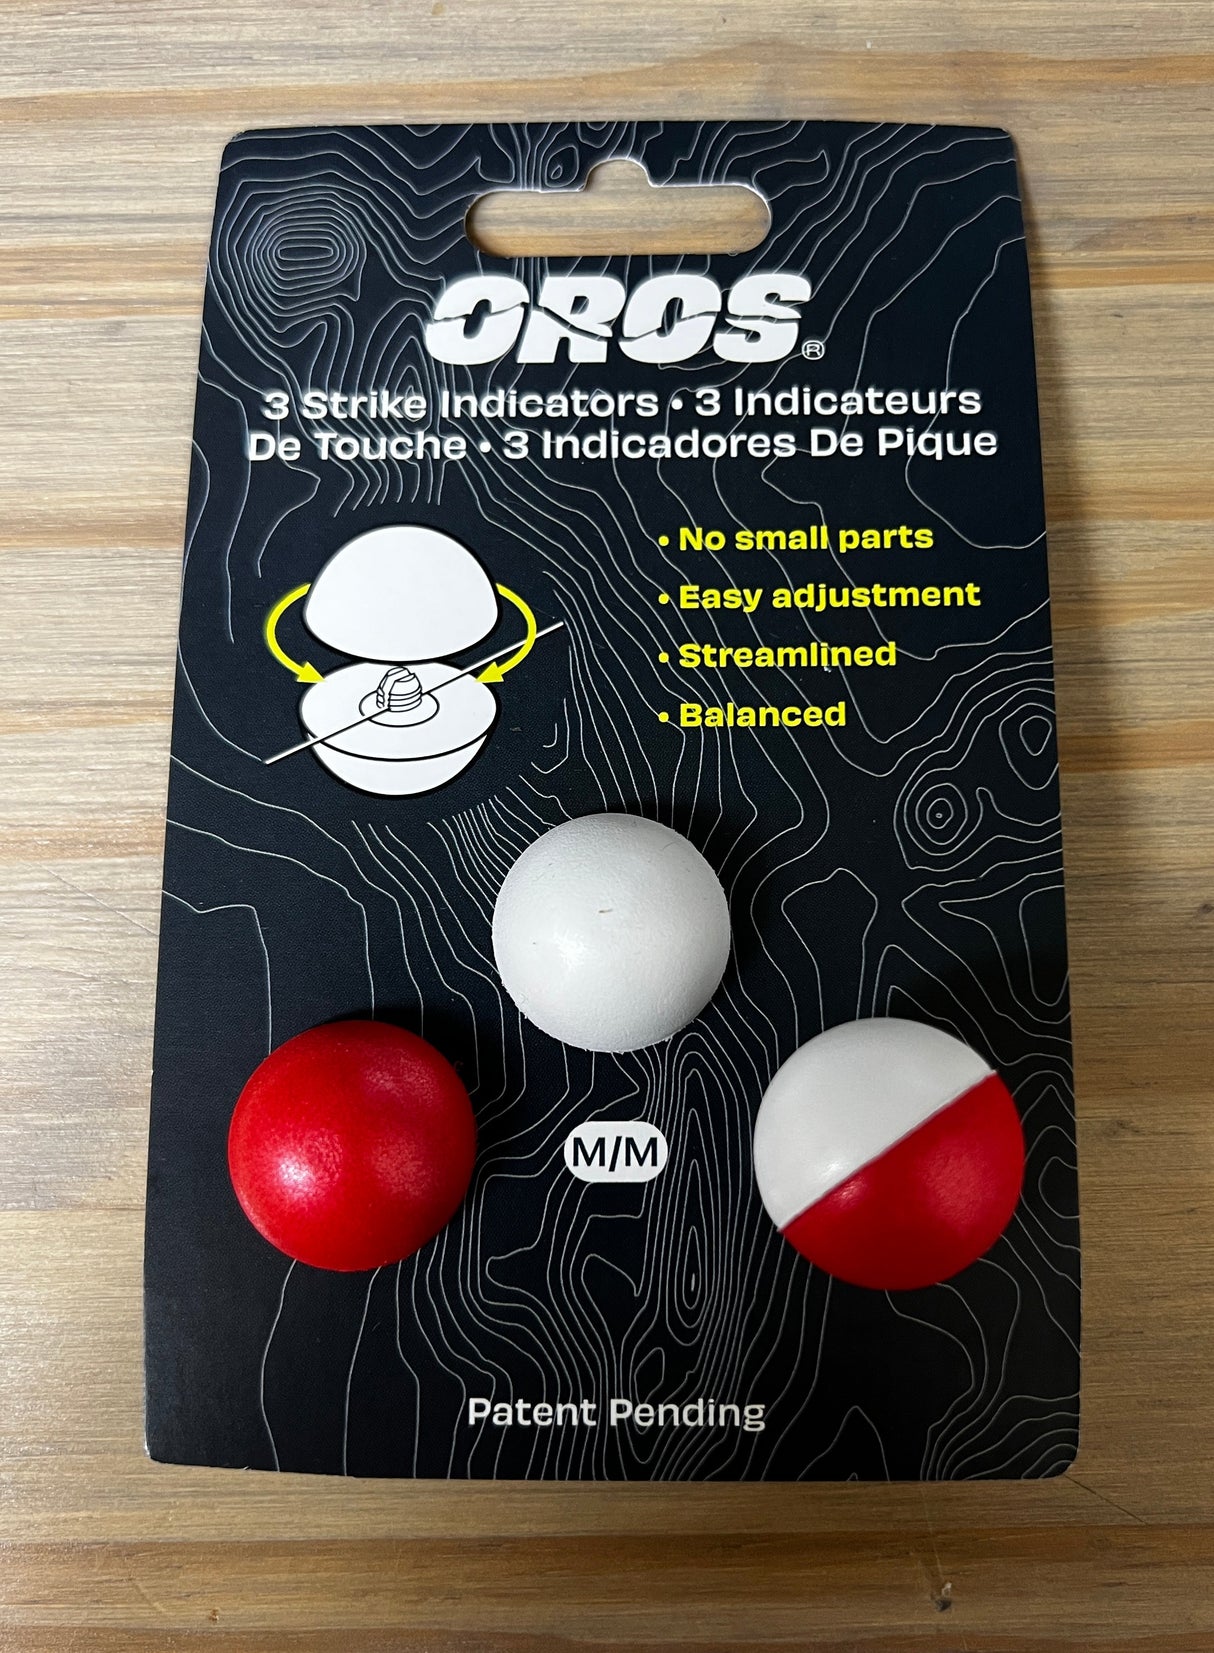 OROS®
3 Strike Indicators • 3 Indicateurs
De Touche • 3 Indicadores De Pique
• No small parts
• Easy adjustment
• Streamlined
• Balanced
M/M
Patent Pending